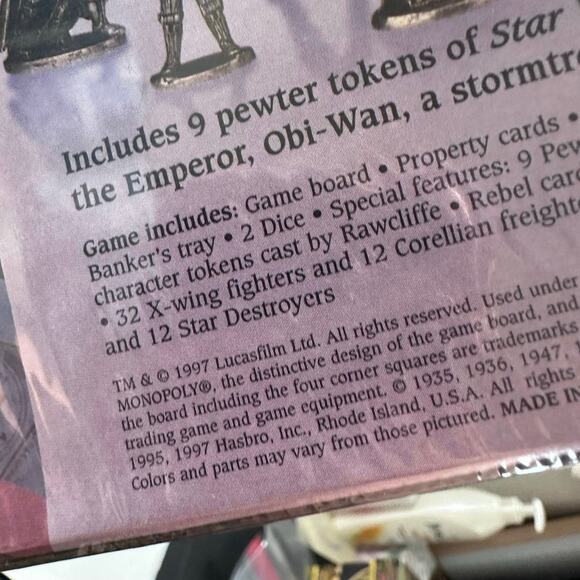 Includes 9 pewter tokens of Star
the Emperor, Obi-Wan, a
Game includes: Game board • Property cards •
Banker's tray • 2 Dice • Special features: 9
character tokens cast by Rawcliffe • Rebel
• 32 X-wing fighters and 12 Corellian
and 12 Star Destroyers
TM & © 1997 Lucasfilm Ltd. All rights reserved. Used under
MONOPOLY®, the distinctive design of the game board, and
the board including the four corner squares are trademarks
trading game and game equipment. © 1935, 1936, 1947,
1995, 1997 Hasbro, Inc., Rhode Island, U.S.A. All rights
Colors and parts may vary from those pictured. MADE IN